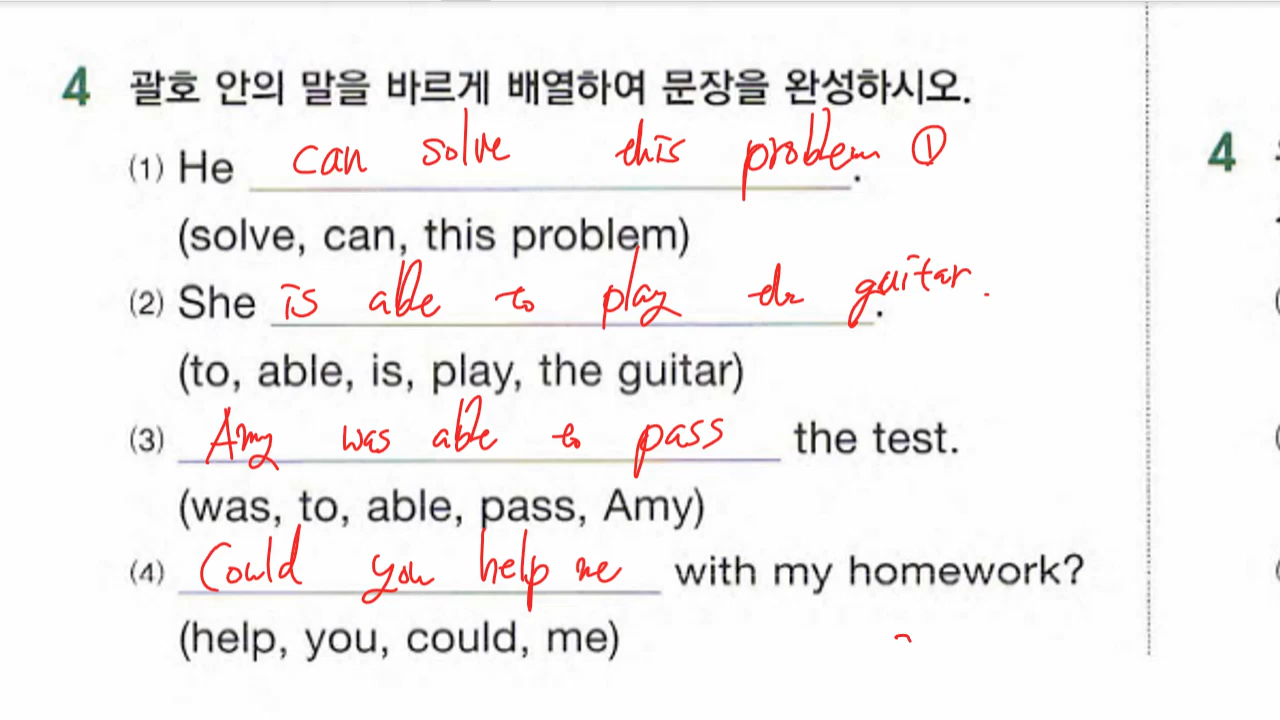 4 괄호 안의 말을 바르게 배열하여 문장을 완성하시오.
(1) He can solve this problem ①.
(solve, can, this problem)
(2) She is able to play the guitar.
(to, able, is, play, the guitar)
(3) Amy was able to pass the test.
(was, to, able, pass, Amy)
(4) Could you help me with my homework?
(help, you, could, me)
4